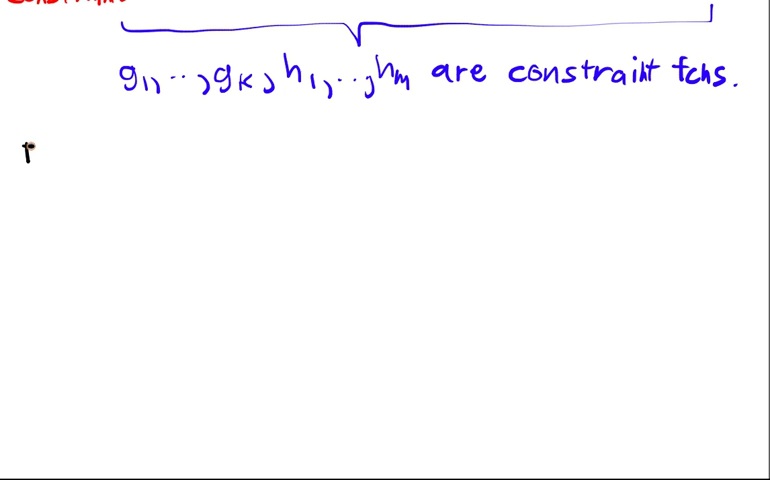 g₁, .., gₖ, h₁, .., hₘ are constraint fcns.